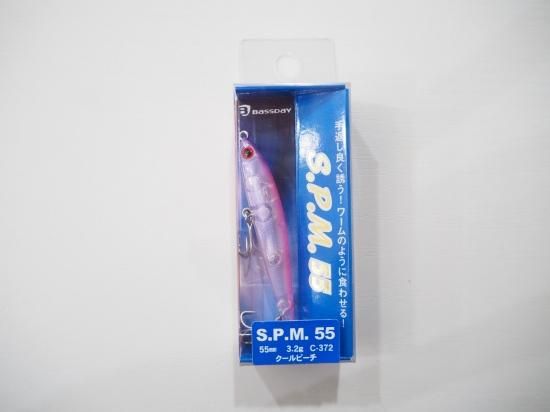 BASSDAY
手返し良く誘う！ワームのように食わせる！
S.P.M. 55
S.P.M. 55
55mm 3.2g C-372
クールピーチ